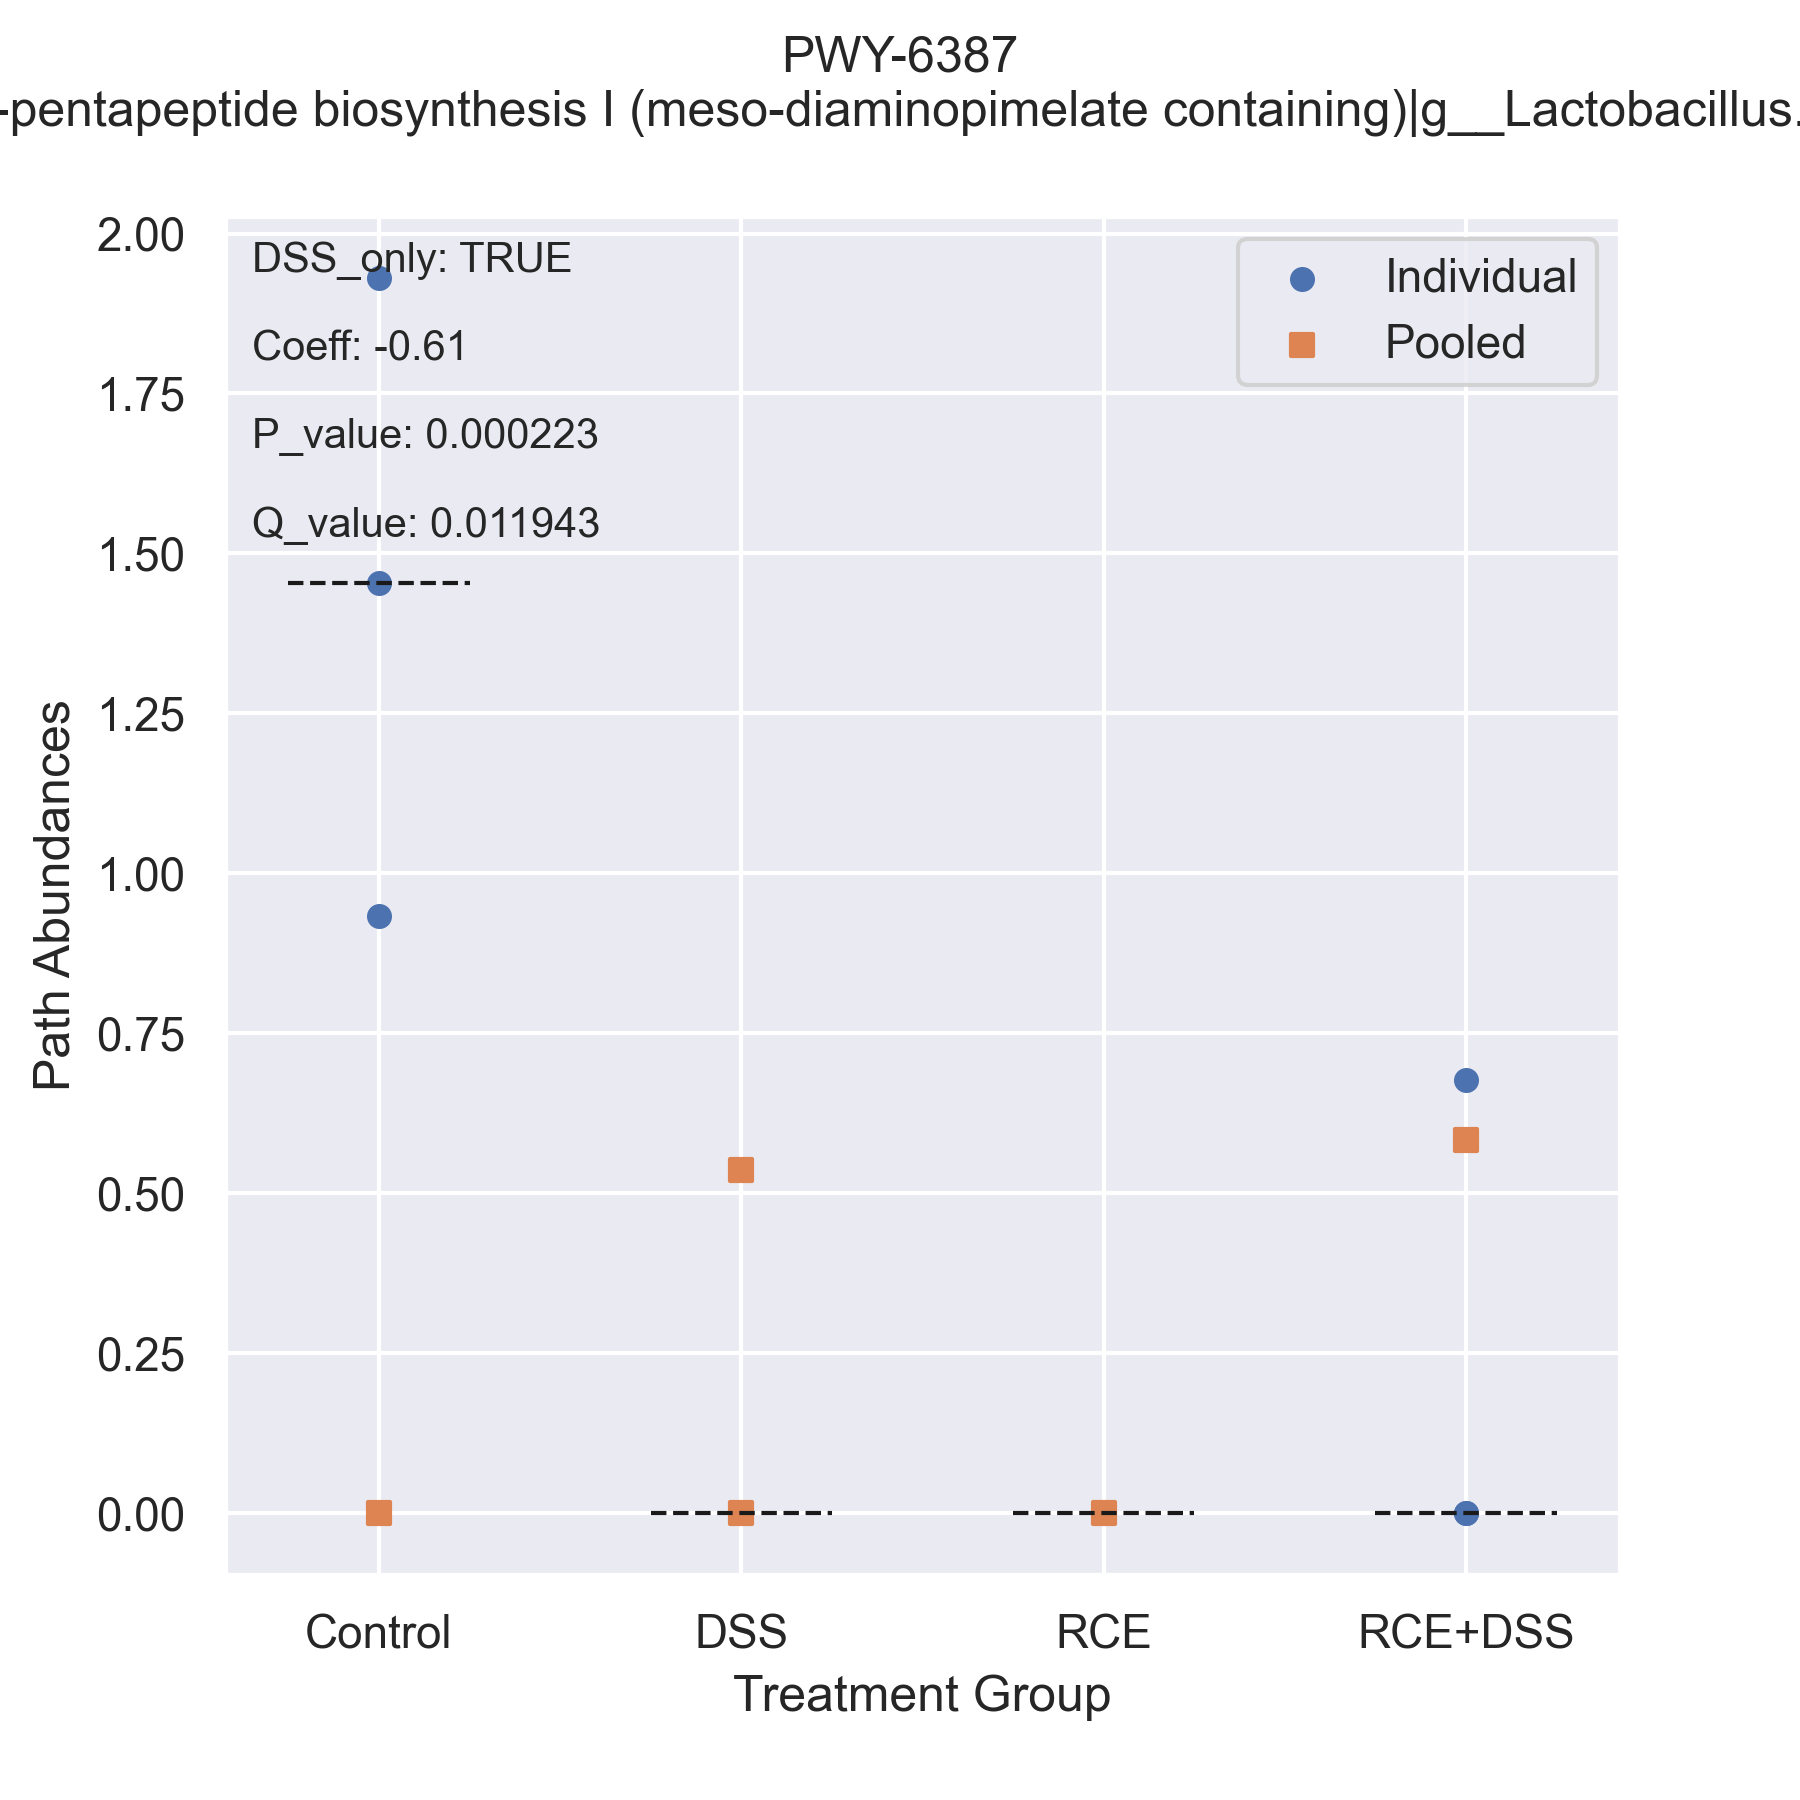 PWY-6387
-pentapeptide biosynthesis I (meso-diaminopimelate containing)|g__Lactobacillus.
DSS_only: TRUE
Coeff: -0.61
P_value: 0.000223
Q_value: 0.011943
Individual
Pooled
Path Abundances
2.00
1.75
1.50
1.25
1.00
0.75
0.50
0.25
0.00
Control
DSS
RCE
RCE+DSS
Treatment Group